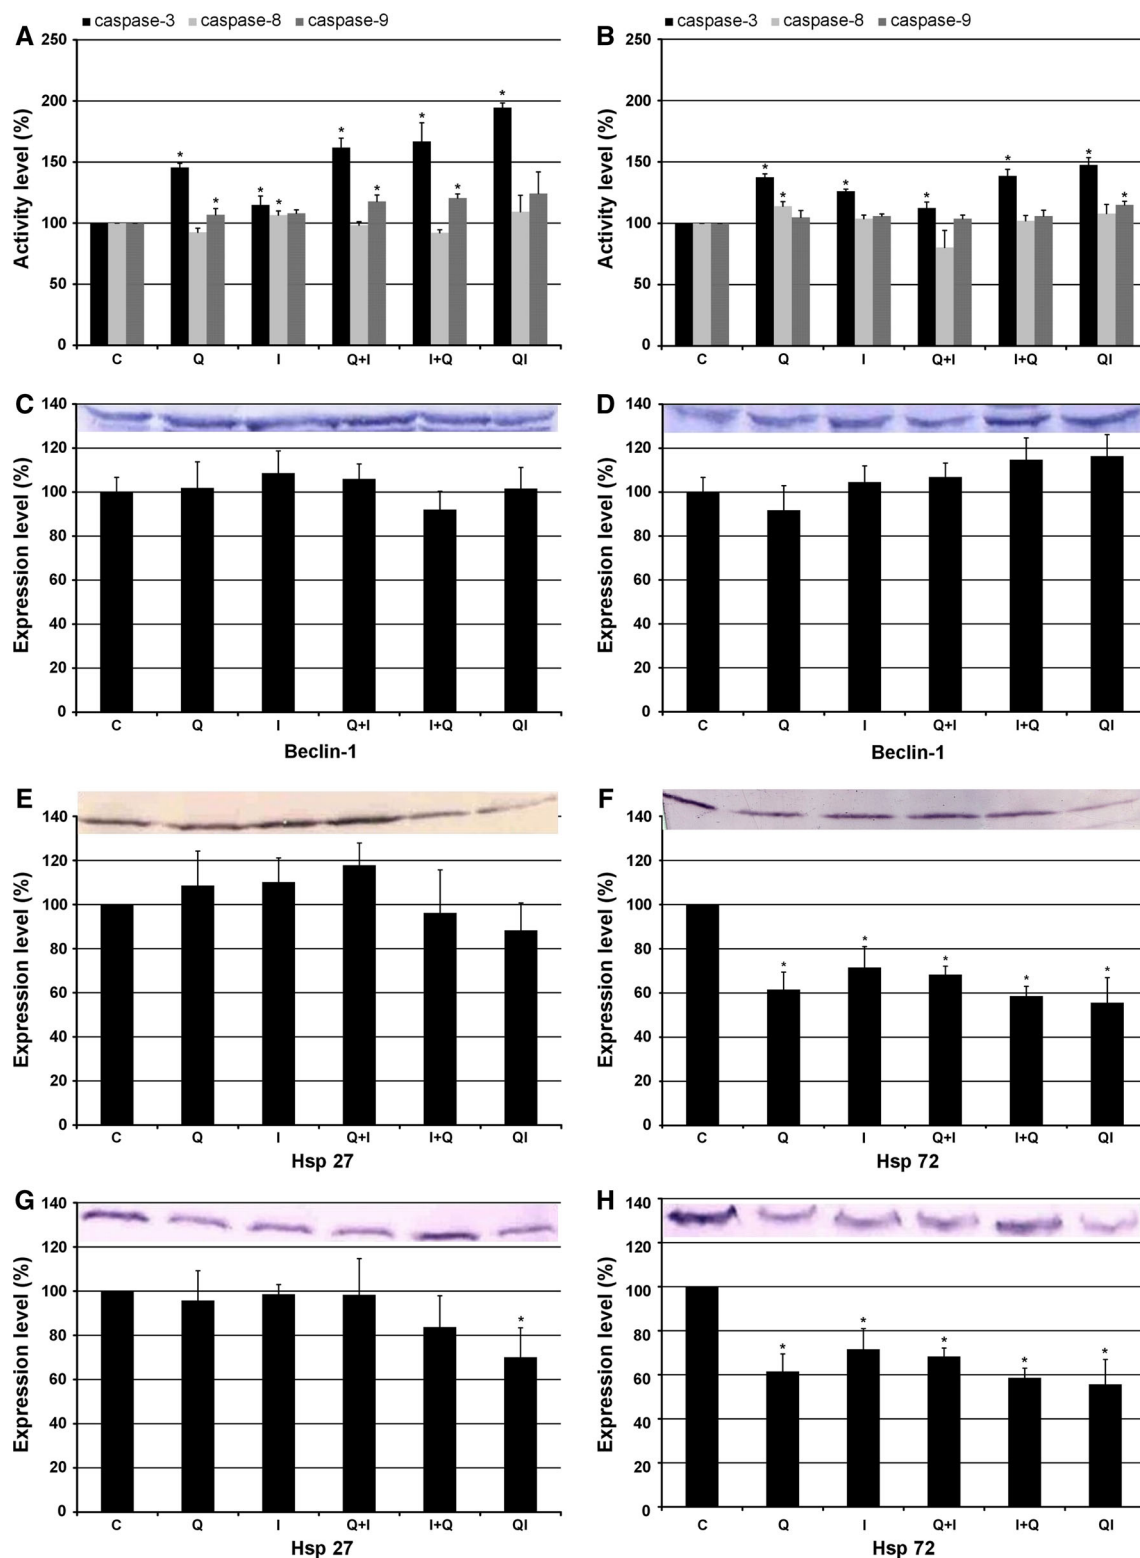 A
■ caspase-3 ■ caspase-8 ■ caspase-9
250
200
150
100
50
0
Activity level (%)
* * * * * * * * *
C Q I Q+I I+Q QI
B
■ caspase-3 ■ caspase-8 ■ caspase-9
250
200
150
100
50
0
Activity level (%)
* * * * * * *
C Q I Q+I I+Q QI
C
140
120
100
80
60
40
20
0
Expression level (%)
C Q I Q+I I+Q QI
Beclin-1
D
140
120
100
80
60
40
20
0
Expression level (%)
C Q I Q+I I+Q QI
Beclin-1
E
140
120
100
80
60
40
20
0
Expression level (%)
C Q I Q+I I+Q QI
Hsp 27
F
140
120
100
80
60
40
20
0
Expression level (%)
* * * * *
C Q I Q+I I+Q QI
Hsp 72
G
140
120
100
80
60
40
20
0
Expression level (%)
*
C Q I Q+I I+Q QI
Hsp 27
H
140
120
100
80
60
40
20
0
Expression level (%)
* * * * *
C Q I Q+I I+Q QI
Hsp 72